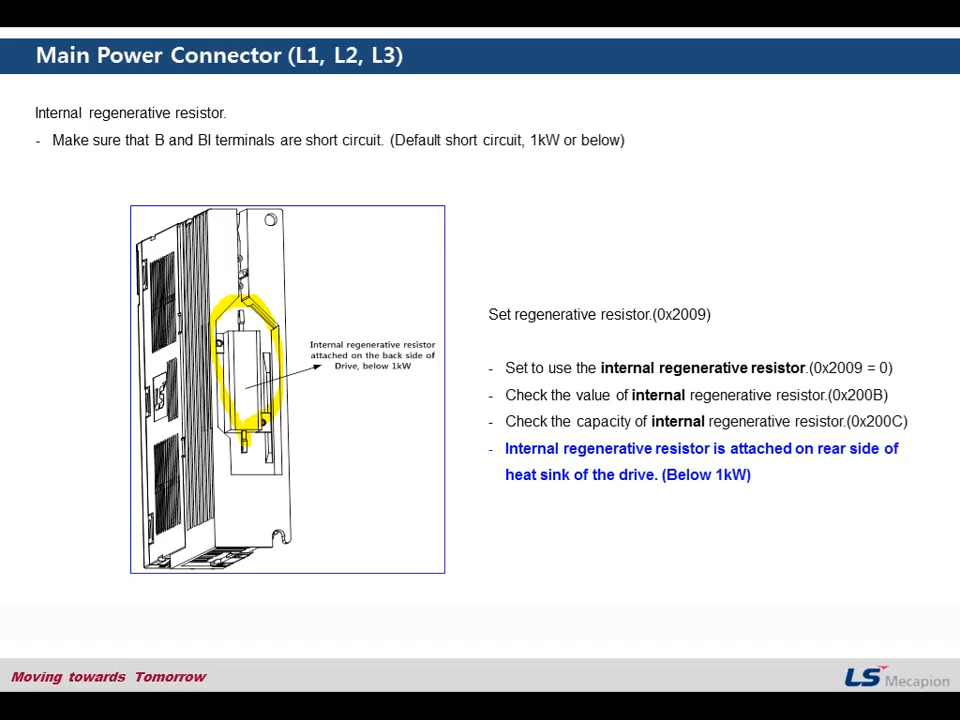 Main Power Connector (L1, L2, L3)
Internal regenerative resistor.
- Make sure that B and BI terminals are short circuit. (Default short circuit, 1kW or below)
Internal regenerative resistor
attached on the back side of
Drive, below 1kW
Set regenerative resistor.(0x2009)
- Set to use the internal regenerative resistor.(0x2009 = 0)
- Check the value of internal regenerative resistor.(0x200B)
- Check the capacity of internal regenerative resistor.(0x200C)
- Internal regenerative resistor is attached on rear side of
heat sink of the drive. (Below 1kW)
Moving towards Tomorrow
LS Mecapion
LS